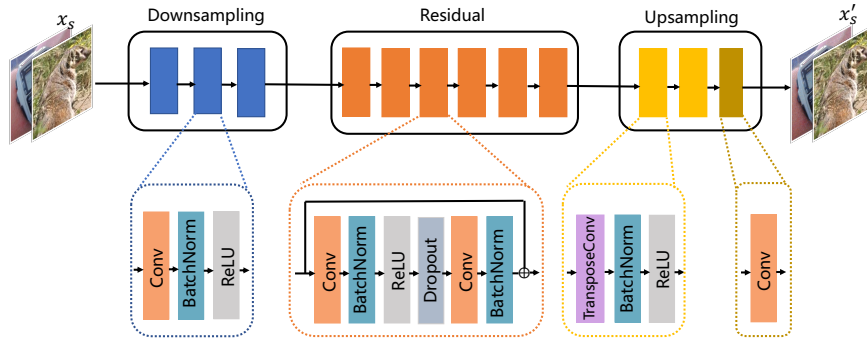 x_s
Downsampling
Residual
Upsampling
x'_s
Conv
BatchNorm
ReLU
Conv
BatchNorm
ReLU
Dropout
Conv
BatchNorm
TransposeConv
BatchNorm
ReLU
Conv